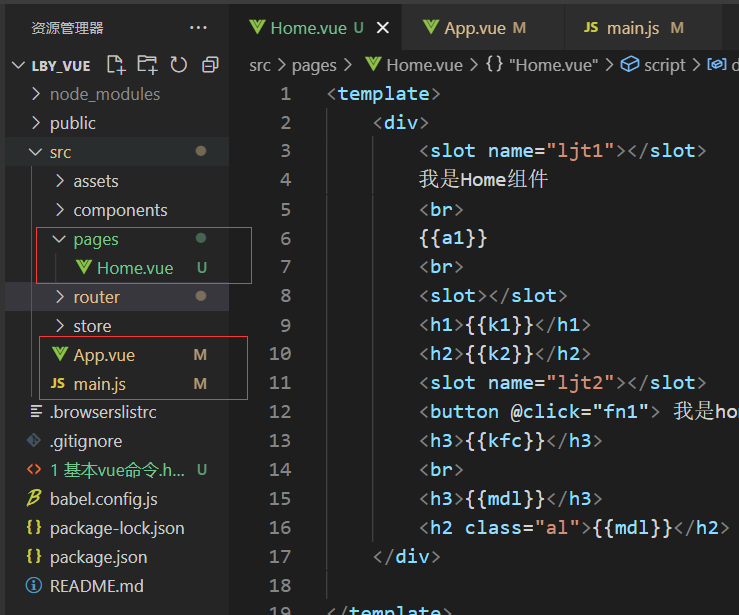 资源管理器 ···
LBY_VUE
node_modules
public
src
assets
components
pages
Home.vue U
router
store
App.vue M
JS main.js M
.browserslistrc
.gitignore
<> 1 基本vue命令.h... U
babel.config.js
{} package-lock.json
{} package.json
README.md
Home.vue U × App.vue M JS main.js M
src > pages > Home.vue > {} "Home.vue" > script > d
1 <template>
2 <div>
3 <slot name="ljt1"></slot>
4 我是Home组件
5 <br>
6 {{a1}}
7 <br>
8 <slot></slot>
9 <h1>{{k1}}</h1>
10 <h2>{{k2}}</h2>
11 <slot name="ljt2"></slot>
12 <button @click="fn1"> 我是hom
13 <h3>{{kfc}}</h3>
14 <br>
15 <h3>{{mdl}}</h3>
16 <h2 class="al">{{mdl}}</h2>
17 </div>
18
19 </template>